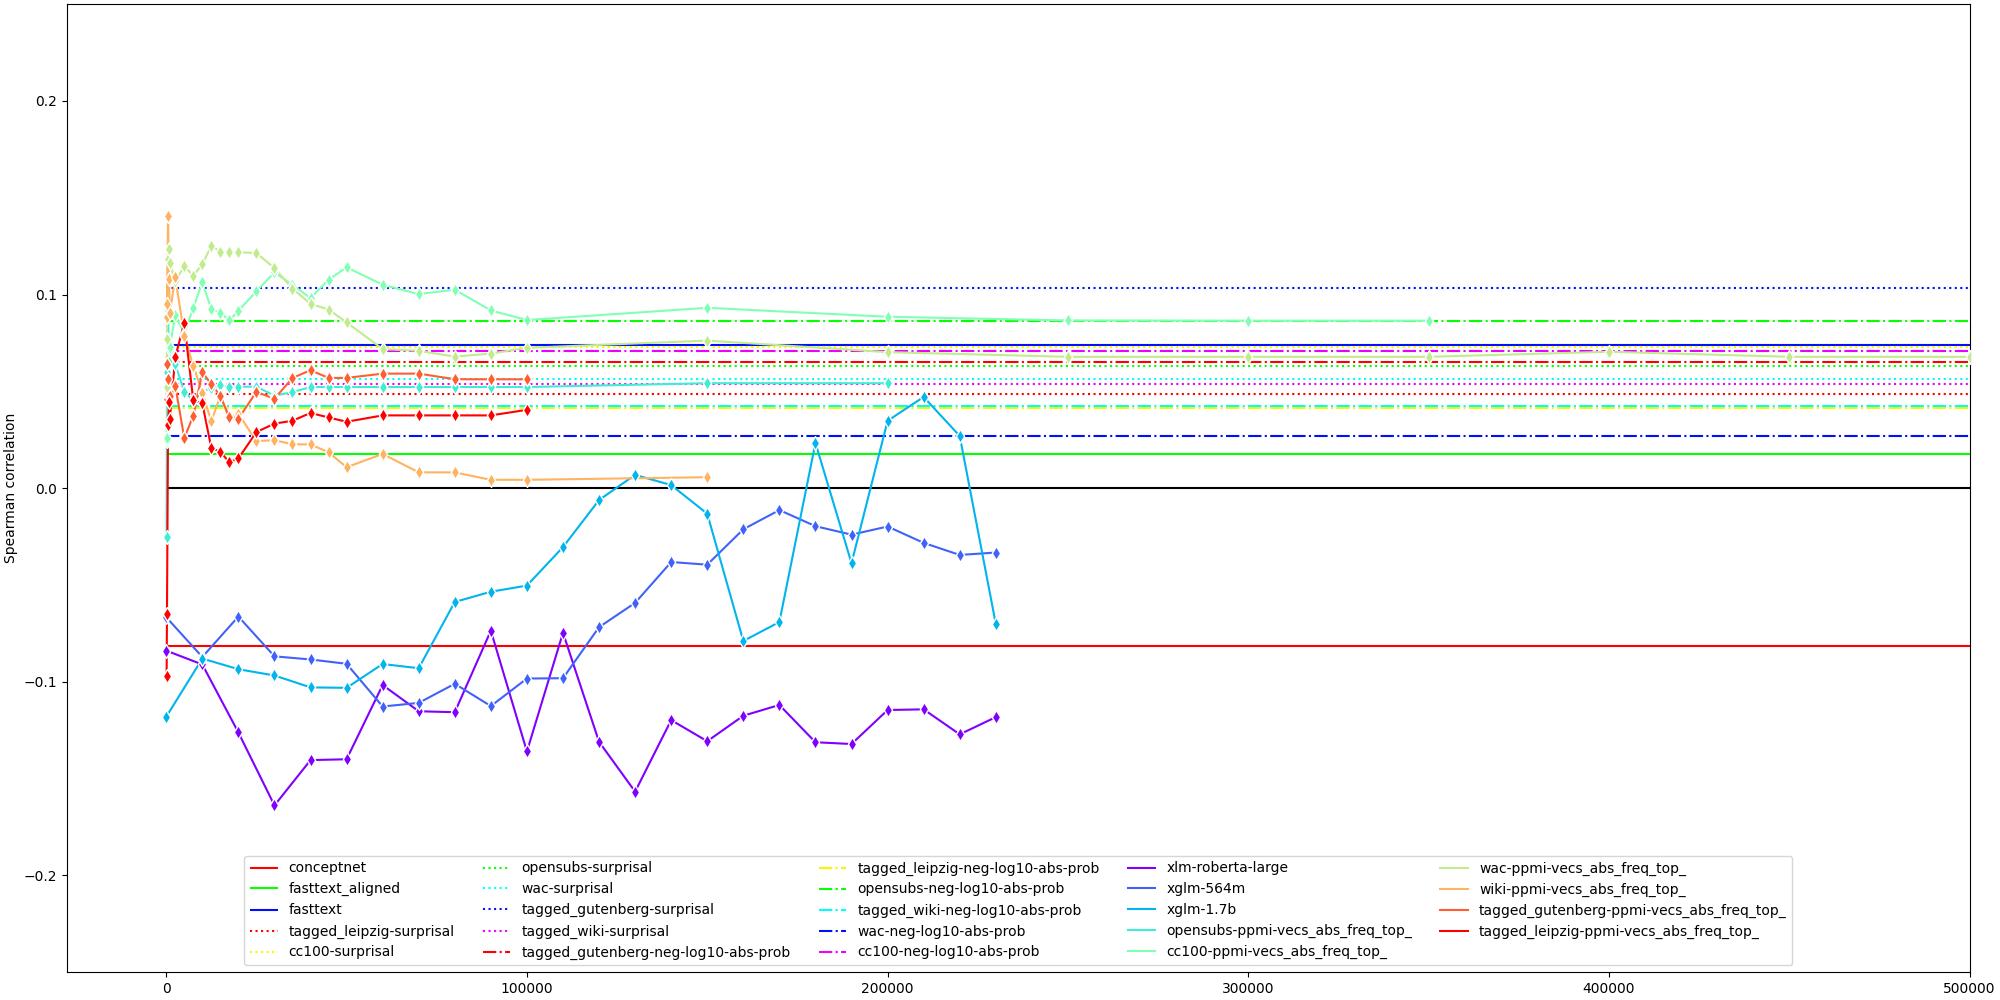 0.2
0.1
0.0
−0.1
−0.2
Spearman correlation
0
100000
200000
300000
400000
500000
conceptnet
fasttext_aligned
fasttext
tagged_leipzig-surprisal
cc100-surprisal
opensubs-surprisal
wac-surprisal
tagged_gutenberg-surprisal
tagged_wiki-surprisal
tagged_gutenberg-neg-log10-abs-prob
tagged_leipzig-neg-log10-abs-prob
opensubs-neg-log10-abs-prob
tagged_wiki-neg-log10-abs-prob
wac-neg-log10-abs-prob
cc100-neg-log10-abs-prob
xlm-roberta-large
xglm-564m
xglm-1.7b
opensubs-ppmi-vecs_abs_freq_top_
cc100-ppmi-vecs_abs_freq_top_
wac-ppmi-vecs_abs_freq_top_
wiki-ppmi-vecs_abs_freq_top_
tagged_gutenberg-ppmi-vecs_abs_freq_top_
tagged_leipzig-ppmi-vecs_abs_freq_top_